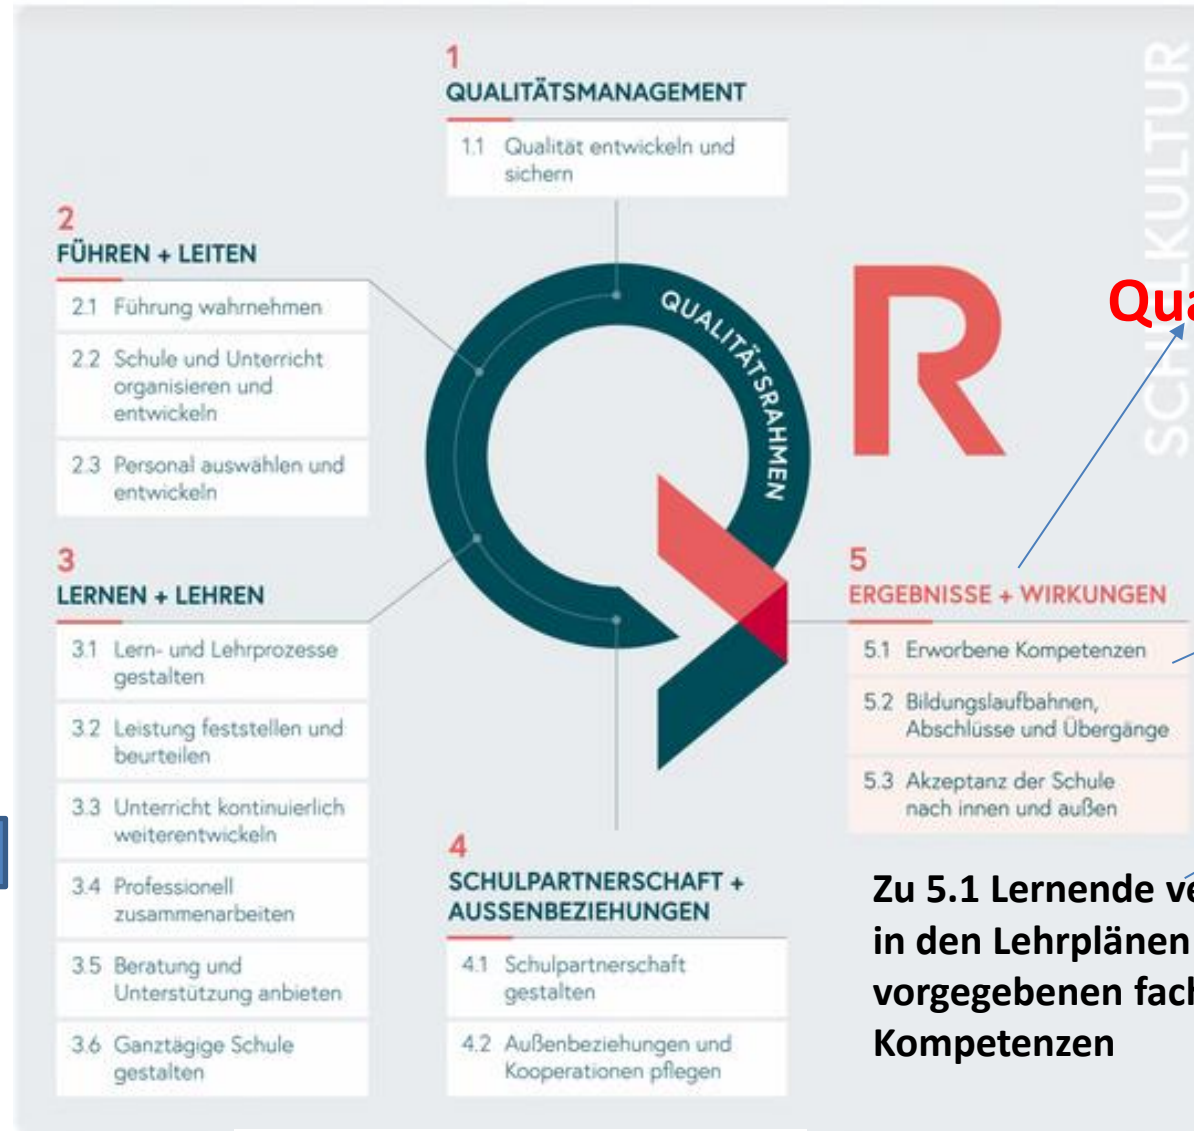 1
QUALITÄTSMANAGEMENT
1.1 Qualität entwickeln und
sichern
2
FÜHREN + LEITEN
2.1 Führung wahrnehmen
2.2 Schule und Unterricht
organisieren und
entwickeln
2.3 Personal auswählen und
entwickeln
3
LERNEN + LEHREN
3.1 Lern- und Lehrprozesse
gestalten
3.2 Leistung feststellen und
beurteilen
3.3 Unterricht kontinuierlich
weiterentwickeln
3.4 Professionell
zusammenarbeiten
3.5 Beratung und
Unterstützung anbieten
3.6 Ganztägige Schule
gestalten
QUALITÄTSRAHMEN
R
4
SCHULPARTNERSCHAFT +
AUSSENBEZIEHUNGEN
4.1 Schulpartnerschaft
gestalten
4.2 Außenbeziehungen und
Kooperationen pflegen
SCHULKULTUR
5
ERGEBNISSE + WIRKUNGEN
5.1 Erworbene Kompetenzen
5.2 Bildungslaufbahnen,
Abschlüsse und Übergänge
5.3 Akzeptanz der Schule
nach innen und außen
Zu 5.1 Lernende
in den Lehrplänen
vorgegebenen
Kompetenzen